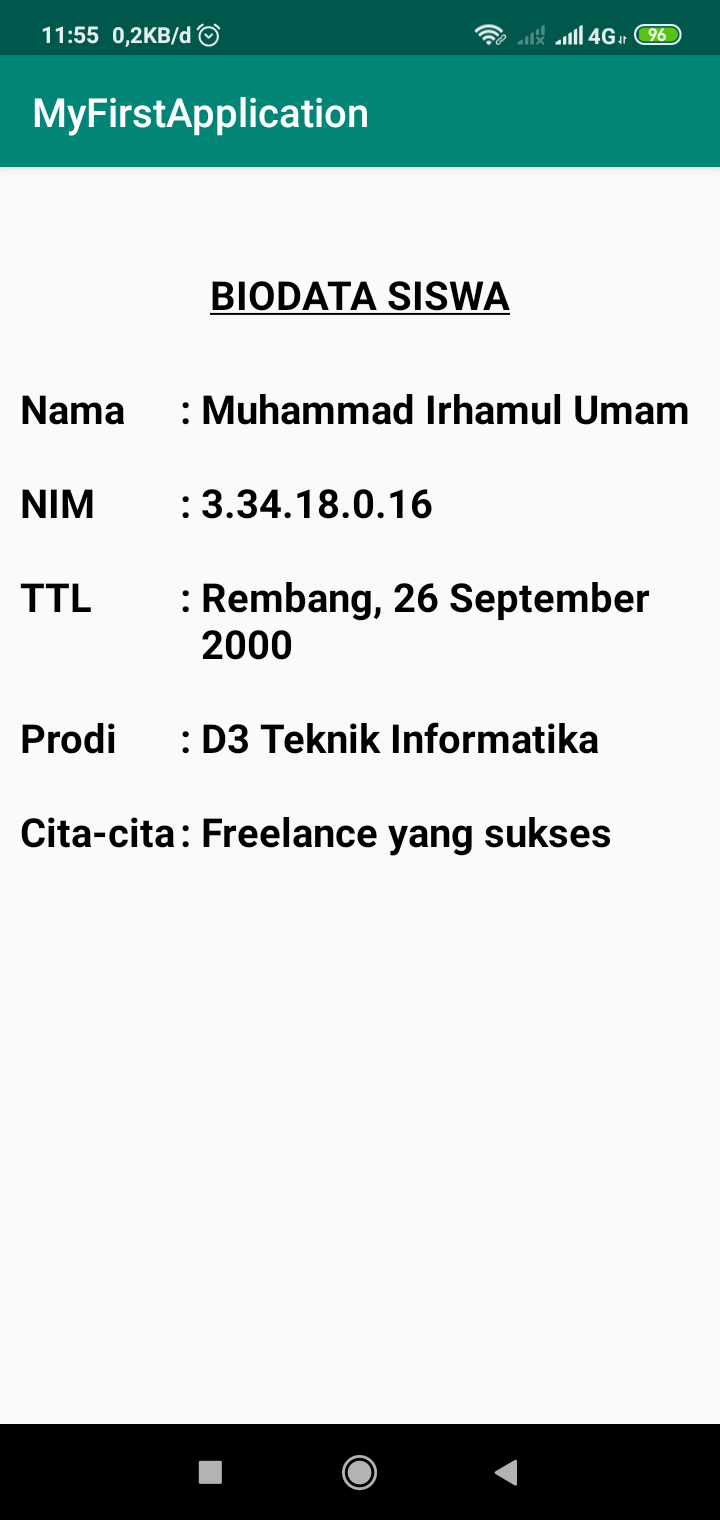 11:55 0,2KB/d 4G 96
MyFirstApplication
BIODATA SISWA
Nama : Muhammad Irhamul Umam
NIM : 3.34.18.0.16
TTL : Rembang, 26 September
2000
Prodi : D3 Teknik Informatika
Cita-cita : Freelance yang sukses